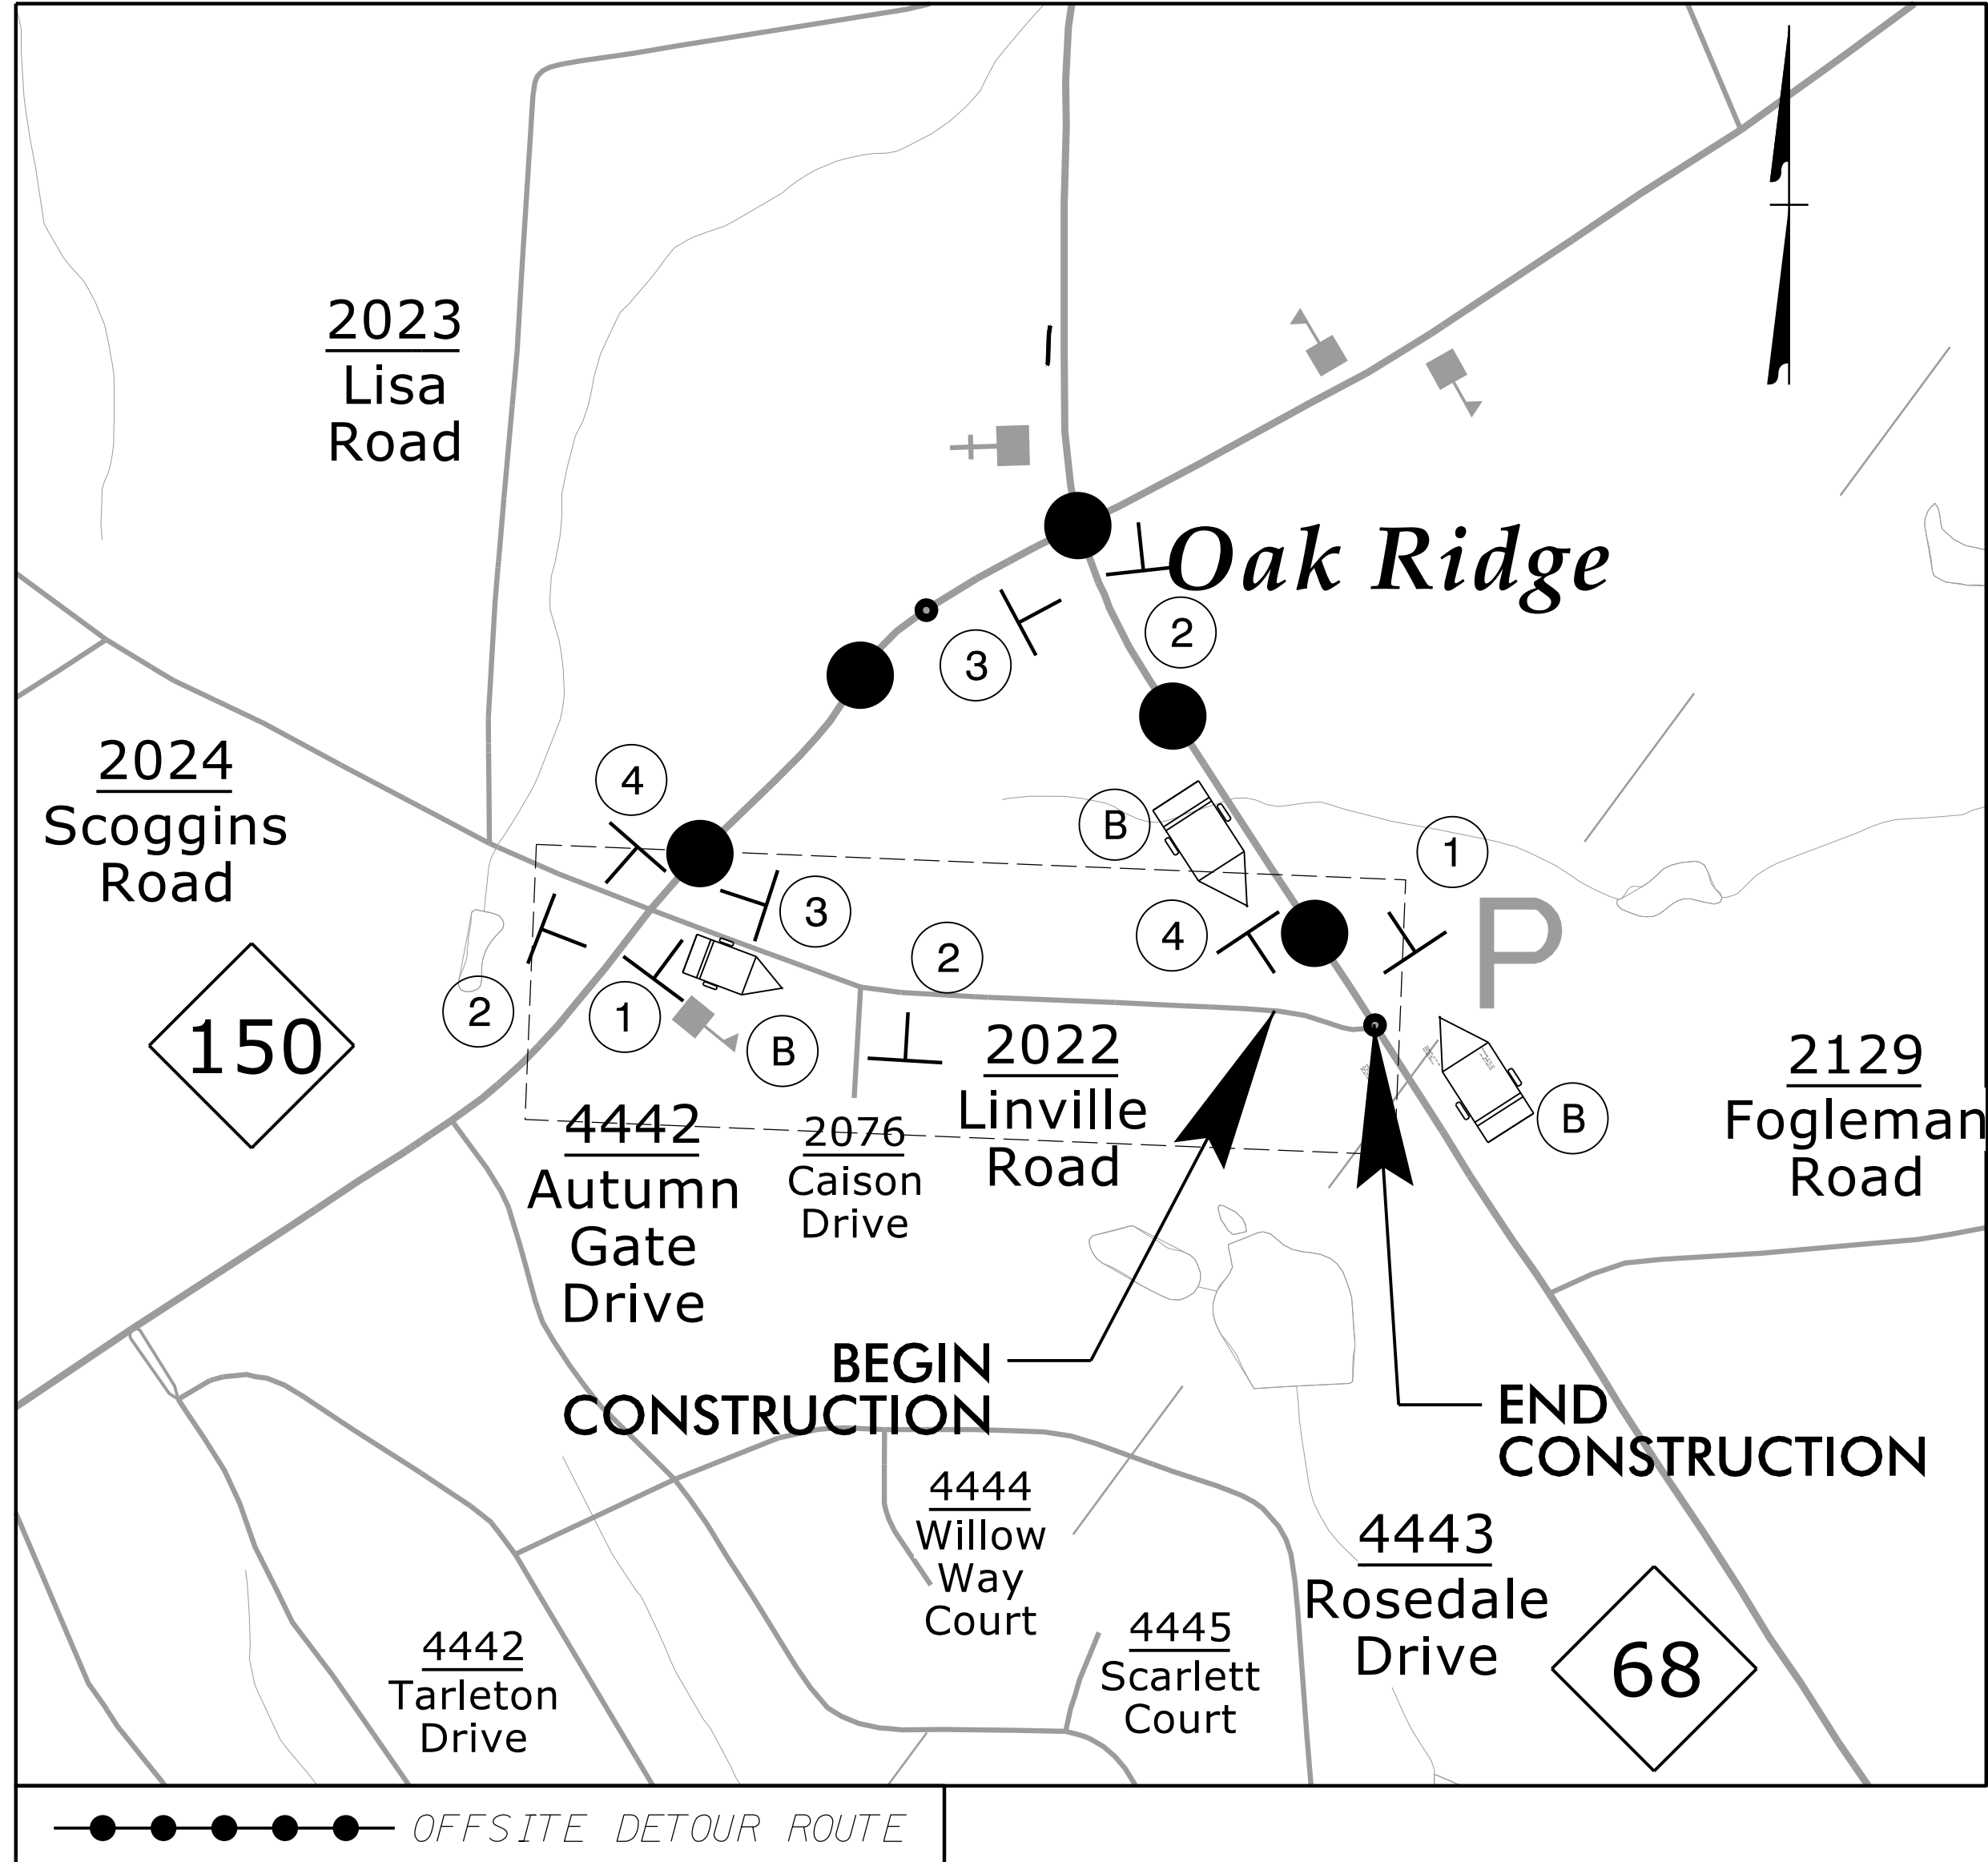 2023
Lisa
Road
Oak Ridge
2
3
4
2024
Scoggins
Road
B
1
3
4
2
P
150
2
1
B
2022
Linville
Road
2129
Fogleman
Road
B
4442
Autumn
Gate
Drive
2076
Caison
Drive
BEGIN
CONSTRUCTION
END
CONSTRUCTION
4444
Willow
Way
Court
4443
Rosedale
Drive
4445
Scarlett
Court
68
4442
Tarleton
Drive
OFFSITE DETOUR ROUTE